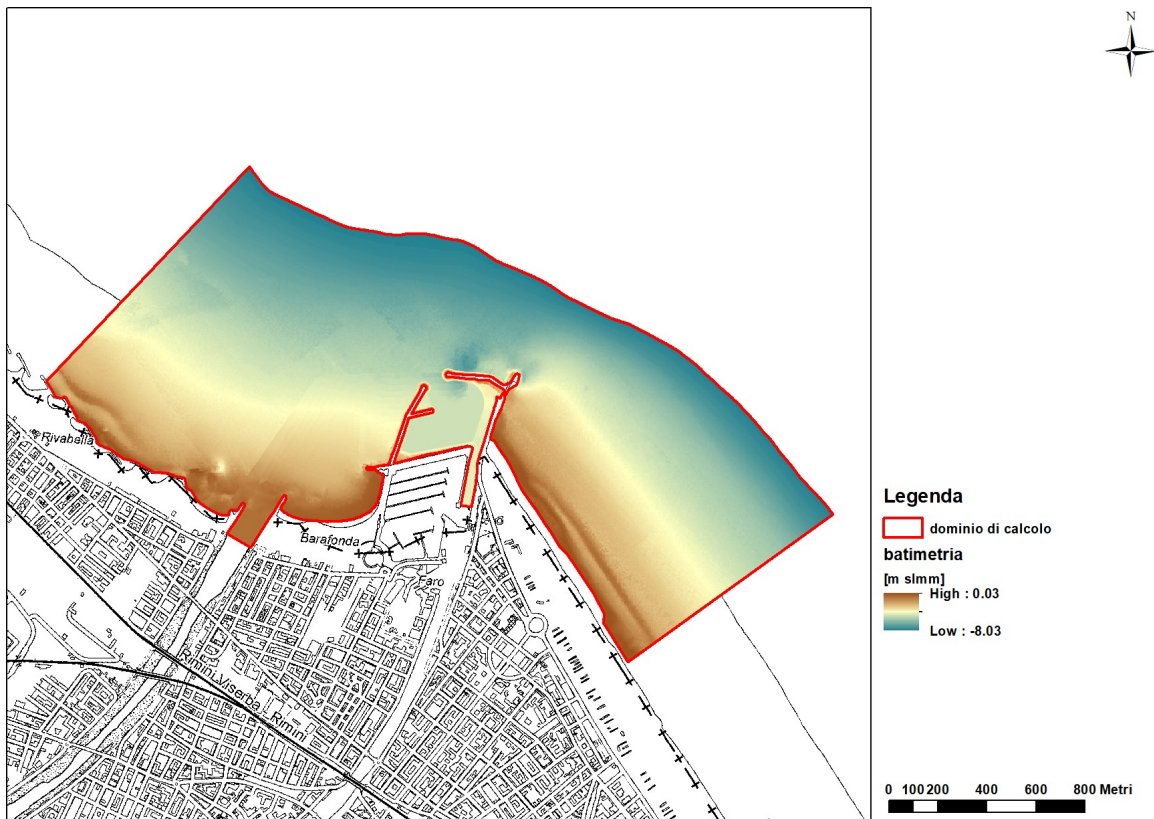 N
Rivabella
Barafonda
Faro
Rimini Viserba Rimini
Legenda
dominio di calcolo
batimetria
[m slmm]
High : 0.03
Low : -8.03
0 100 200 400 600 800 Metri